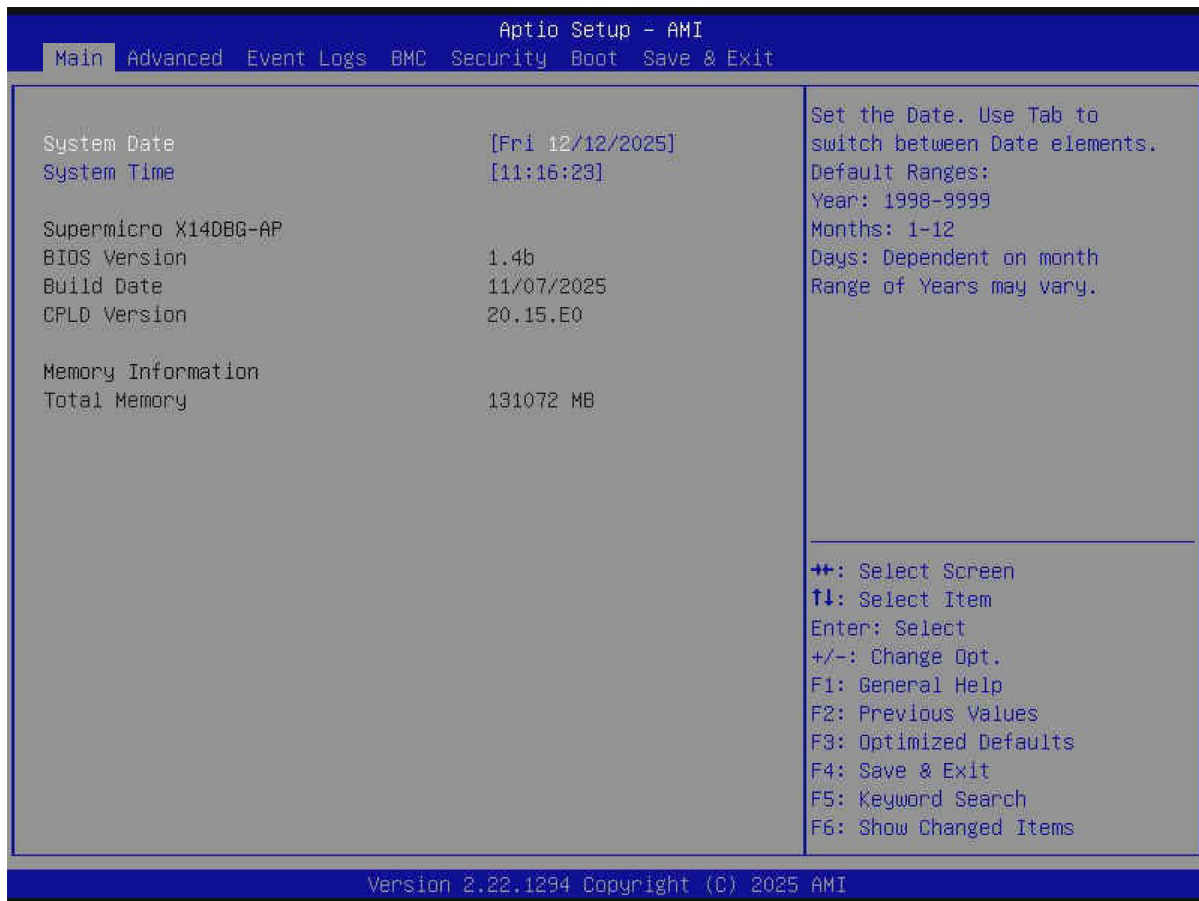 Aptio Setup – AMI
Main Advanced Event Logs BMC Security Boot Save & Exit
System Date [Fri 12/12/2025]
System Time [11:16:23]
Supermicro X14DBG-AP
BIOS Version 1.4b
Build Date 11/07/2025
CPLD Version 20.15.E0
Memory Information
Total Memory 131072 MB
Set the Date. Use Tab to
switch between Date elements.
Default Ranges:
Year: 1998-9999
Months: 1-12
Days: Dependent on month
Range of Years may vary.
→←: Select Screen
↑↓: Select Item
Enter: Select
+/-: Change Opt.
F1: General Help
F2: Previous Values
F3: Optimized Defaults
F4: Save & Exit
F5: Keyword Search
F6: Show Changed Items
Version 2.22.1294 Copyright (C) 2025 AMI